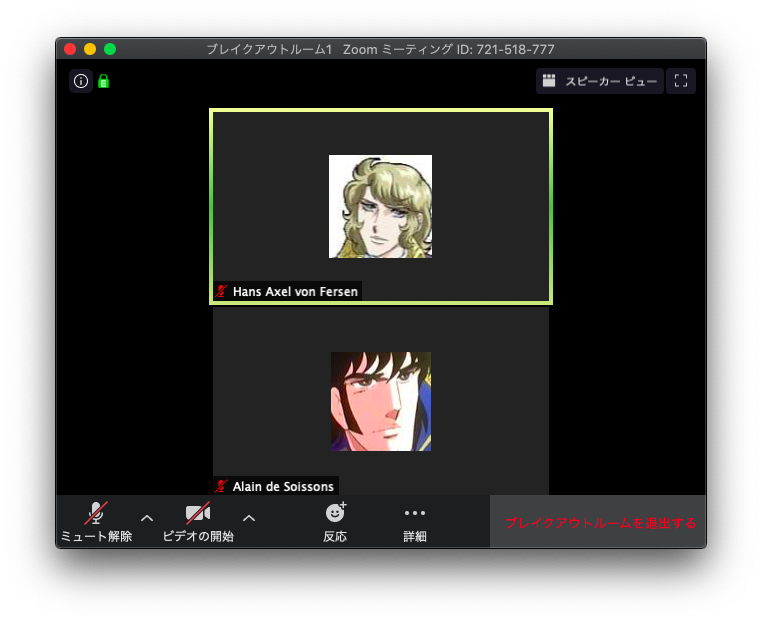 ブレイクアウトルーム1 Zoom ミーティング ID: 721-518-777
スピーカー ビュー
Hans Axel von Fersen
Alain de Soissons
ミュート解除 ビデオの開始 反応 詳細 ブレイクアウトルームを退出する